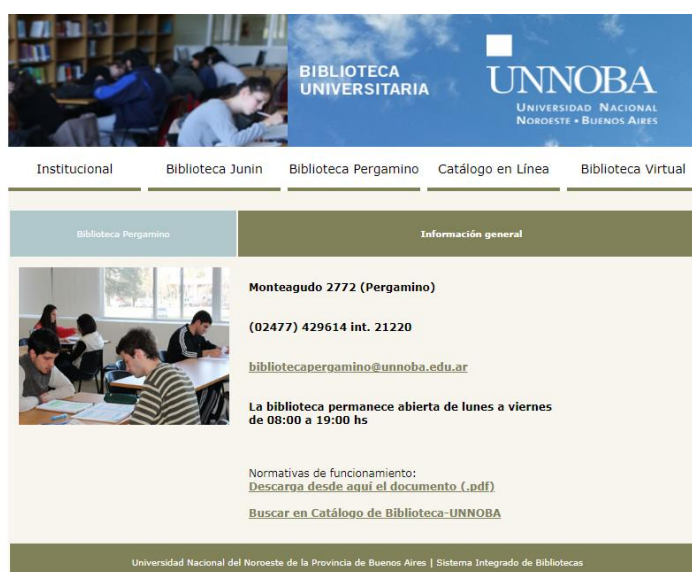 BIBLIOTECA
UNIVERSITARIA
UNNOBA
UNIVERSIDAD NACIONAL
NOROESTE • BUENOS AIRES
Institucional
Biblioteca Junin
Biblioteca Pergamino
Catálogo en Línea
Biblioteca Virtual
Biblioteca Pergamino
Información general
Monteagudo 2772 (Pergamino)
(02477) 429614 int. 21220
bibliotecapergamino@unnoba.edu.ar
La biblioteca permanece abierta de lunes a viernes
de 08:00 a 19:00 hs
Normativas de funcionamiento:
Descarga desde aquí el documento (.pdf)
Buscar en Catálogo de Biblioteca-UNNOBA
Universidad Nacional del Noroeste de la Provincia de Buenos Aires | Sistema Integrado de Bibliotecas